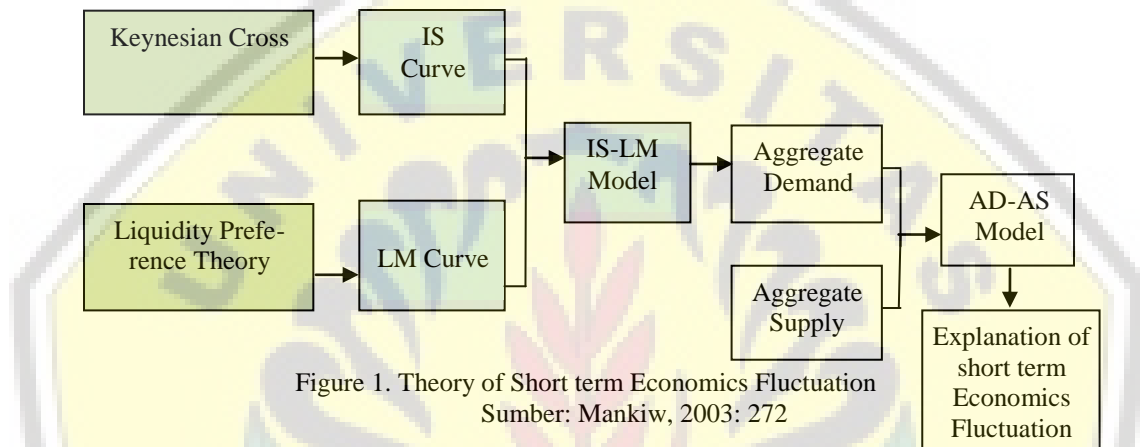 Keynesian Cross
IS
Curve
Liquidity Prefe-
rence Theory
LM Curve
IS-LM
Model
Aggregate
Demand
Aggregate
Supply
AD-AS
Model
Explanation of
short term
Economics
Fluctuation
Figure 1. Theory of Short term Economics Fluctuation
Sumber: Mankiw, 2003: 272
UNIVERSITAS